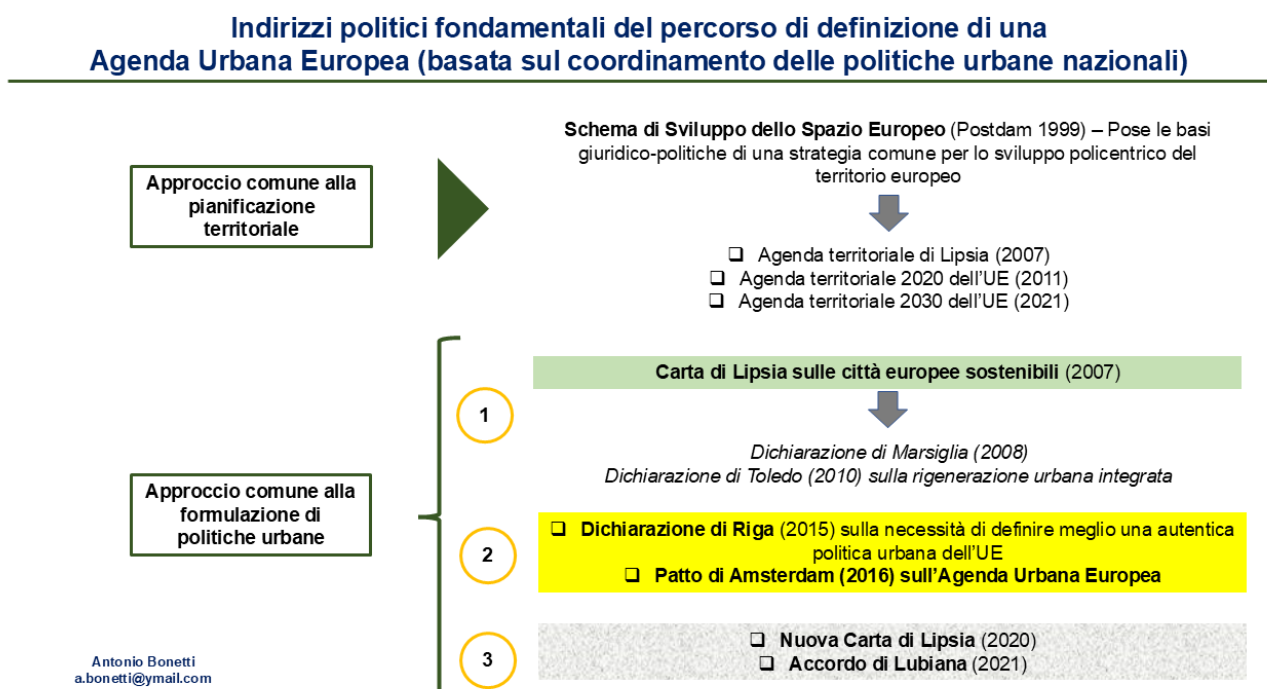 Indirizzi politici fondamentali del percorso di definizione di una
Agenda Urbana Europea (basata sul coordinamento delle politiche urbane nazionali)
Approccio comune alla
pianificazione
territoriale
Schema di Sviluppo dello Spazio Europeo (Postdam 1999) – Pose le basi
giuridico-politiche di una strategia comune per lo sviluppo policentrico del
territorio europeo
❑ Agenda territoriale di Lipsia (2007)
❑ Agenda territoriale 2020 dell'UE (2011)
❑ Agenda territoriale 2030 dell'UE (2021)
Approccio comune alla
formulazione di
politiche urbane
1
Carta di Lipsia sulle città europee sostenibili (2007)
Dichiarazione di Marsiglia (2008)
Dichiarazione di Toledo (2010) sulla rigenerazione urbana integrata
2
❑ Dichiarazione di Riga (2015) sulla necessità di definire meglio una autentica
politica urbana dell'UE
❑ Patto di Amsterdam (2016) sull'Agenda Urbana Europea
3
❑ Nuova Carta di Lipsia (2020)
❑ Accordo di Lubiana (2021)
Antonio Bonetti
a.bonetti@ymail.com